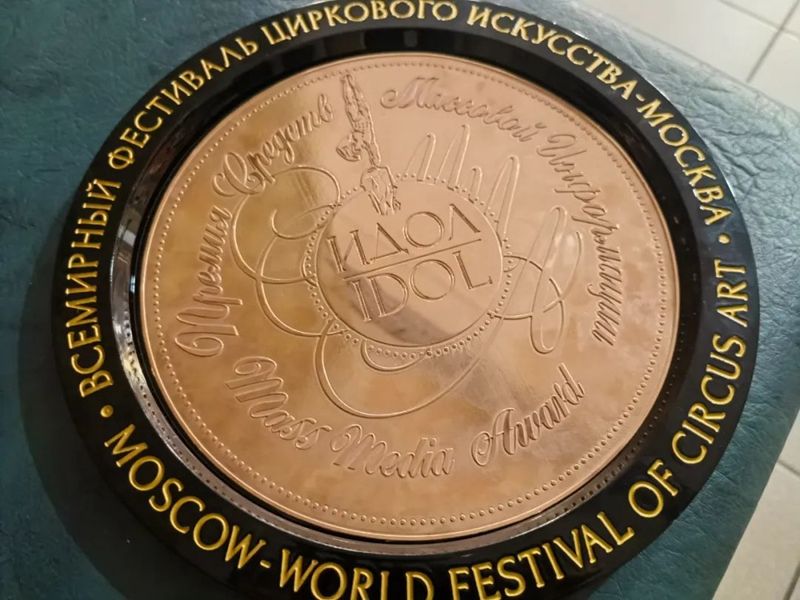 • ВСЕМИРНЫЙ ФЕСТИВАЛЬ ЦИРКОВОГО ИСКУССТВА-МОСКВА •
MOSCOW-WORLD FESTIVAL OF CIRCUS ART
Премия Средств Массовой Информации
ИДОЛ
IDOL
Mass Media Award